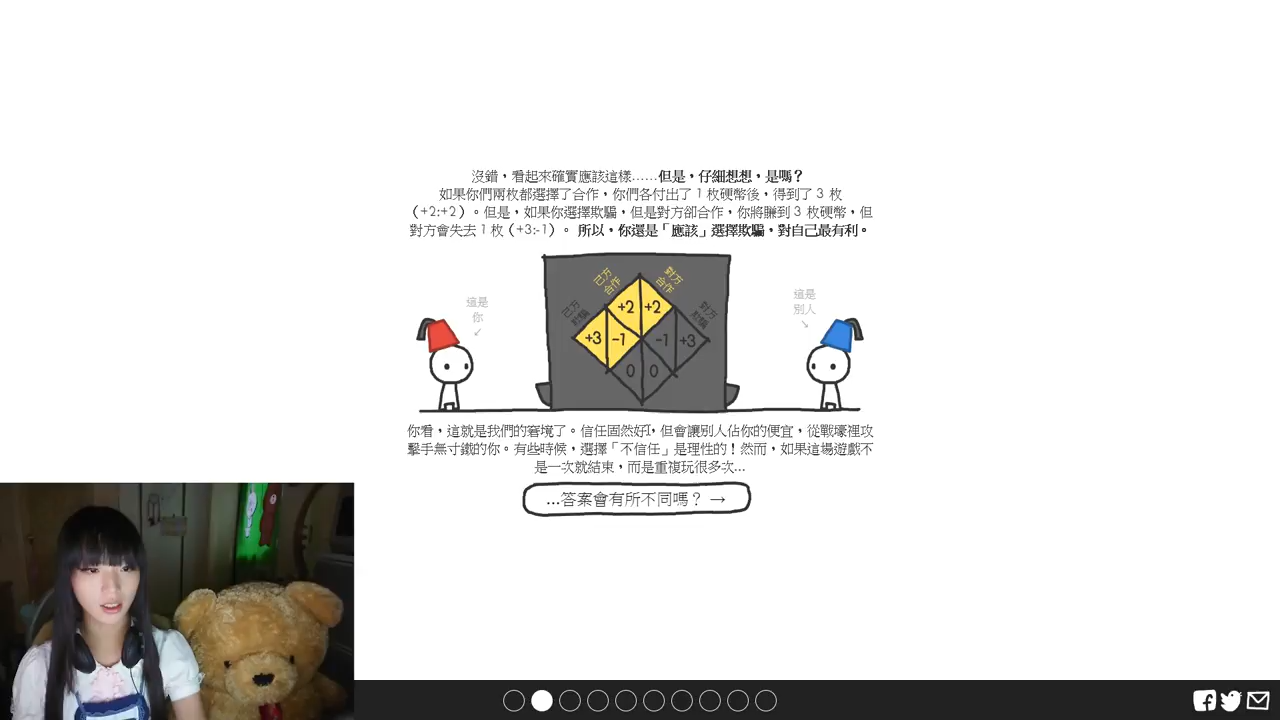 沒錯，看起來確實應該這樣……但是，仔細想想，是嗎？
如果你們兩枚都選擇了合作，你們各付出了 1 枚硬幣後，得到了 3 枚
（+2:+2）。但是，如果你選擇欺騙，但是對方卻合作，你將賺到 3 枚硬幣，但
對方會失去 1 枚（+3:-1）。 所以，你還是「應該」選擇欺騙，對自己最有利。
己方
合作
對方
合作
己方
欺騙
對方
欺騙
+2 +2
+3 -1 -1 +3
0 0
這是
你
↙
這是
別人
↘
你看，這就是我們的窘境了。信任固然好，但會讓別人佔你的便宜，從戰壕裡攻
擊手無寸鐵的你。有些時候，選擇「不信任」是理性的！然而，如果這場遊戲不
是一次就結束，而是重複玩很多次...
...答案會有所不同嗎？ →